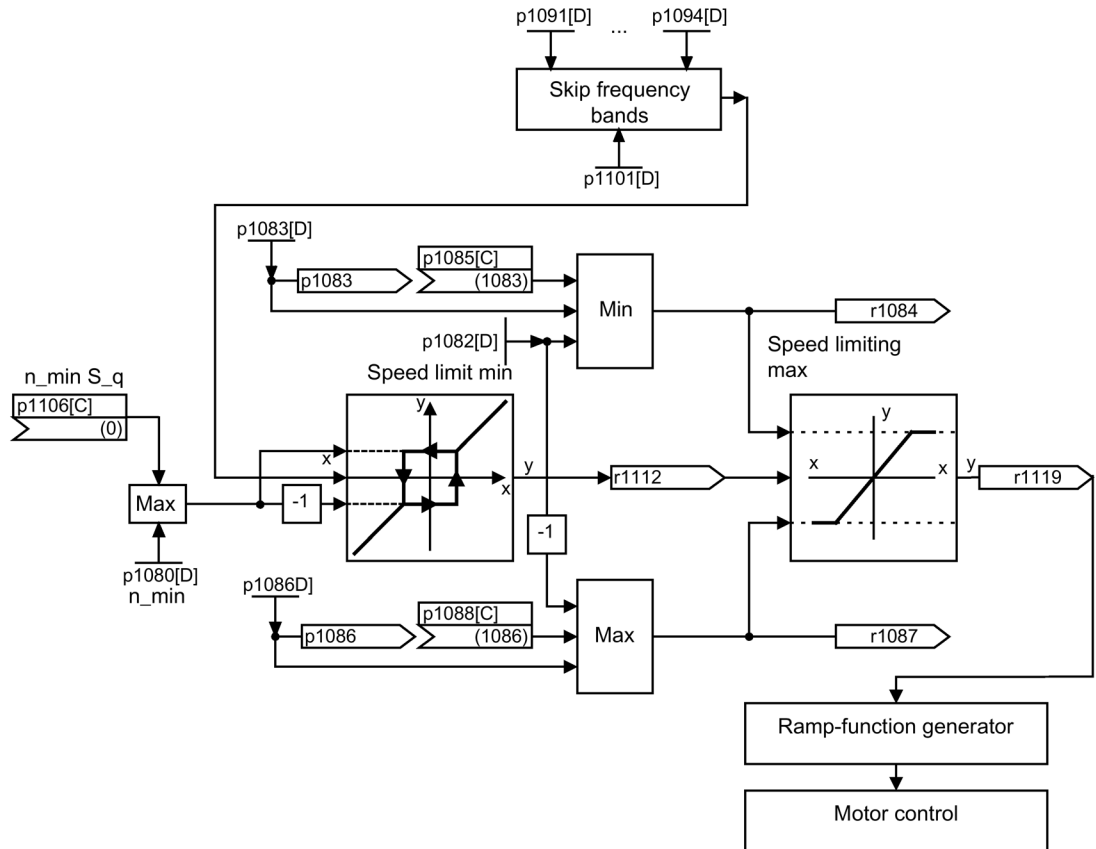 p1091[D] ... p1094[D]
Skip frequency
bands
p1101[D]
p1083[D]
p1083
p1085[C]
(1083)
Min
r1084
p1082[D]
Speed limiting
max
Speed limit min
n_min S_q
p1106[C]
(0)
y
x
x
y
r1112
y
x
x
y
r1119
Max
-1
-1
p1080[D]
n_min
p1086D]
p1086
p1088[C]
(1086)
Max
r1087
Ramp-function generator
Motor control